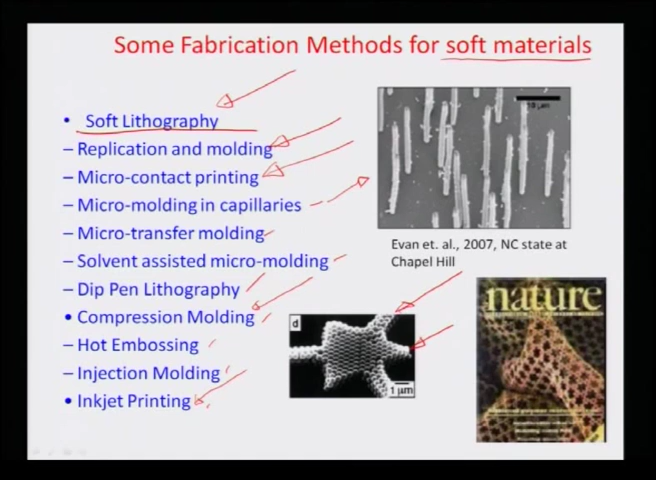 Some Fabrication Methods for soft materials
• Soft Lithography
– Replication and molding
– Micro-contact printing
– Micro-molding in capillaries
– Micro-transfer molding
– Solvent assisted micro-molding
– Dip Pen Lithography
• Compression Molding
– Hot Embossing
– Injection Molding
• Inkjet Printing
10 μm
Evan et. al., 2007, NC state at
Chapel Hill
d
1 μm
nature